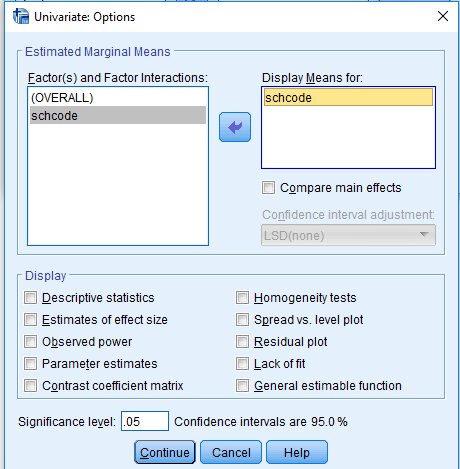 Univariate: Options
Estimated Marginal Means
Factor(s) and Factor Interactions:
(OVERALL)
schcode
Display Means for:
schcode
Compare main effects
Confidence interval adjustment:
LSD(none)
Display
Descriptive statistics
Estimates of effect size
Observed power
Parameter estimates
Contrast coefficient matrix
Homogeneity tests
Spread vs. level plot
Residual plot
Lack of fit
General estimable function
Significance level: .05 Confidence intervals are 95.0 %
Continue Cancel Help